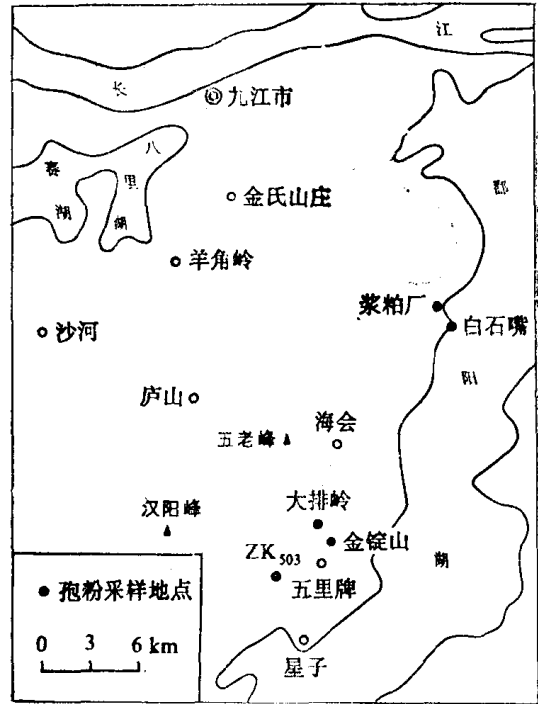 江
长
九江市
八
赛
里
湖
湖
鄱
金氏山庄
羊角岭
浆粕厂
白石嘴
沙河
阳
庐山
海会
五老峰
大排岭
汉阳峰
金锭山
湖
ZK503
五里牌
孢粉采样地点
0 3 6 km
星子